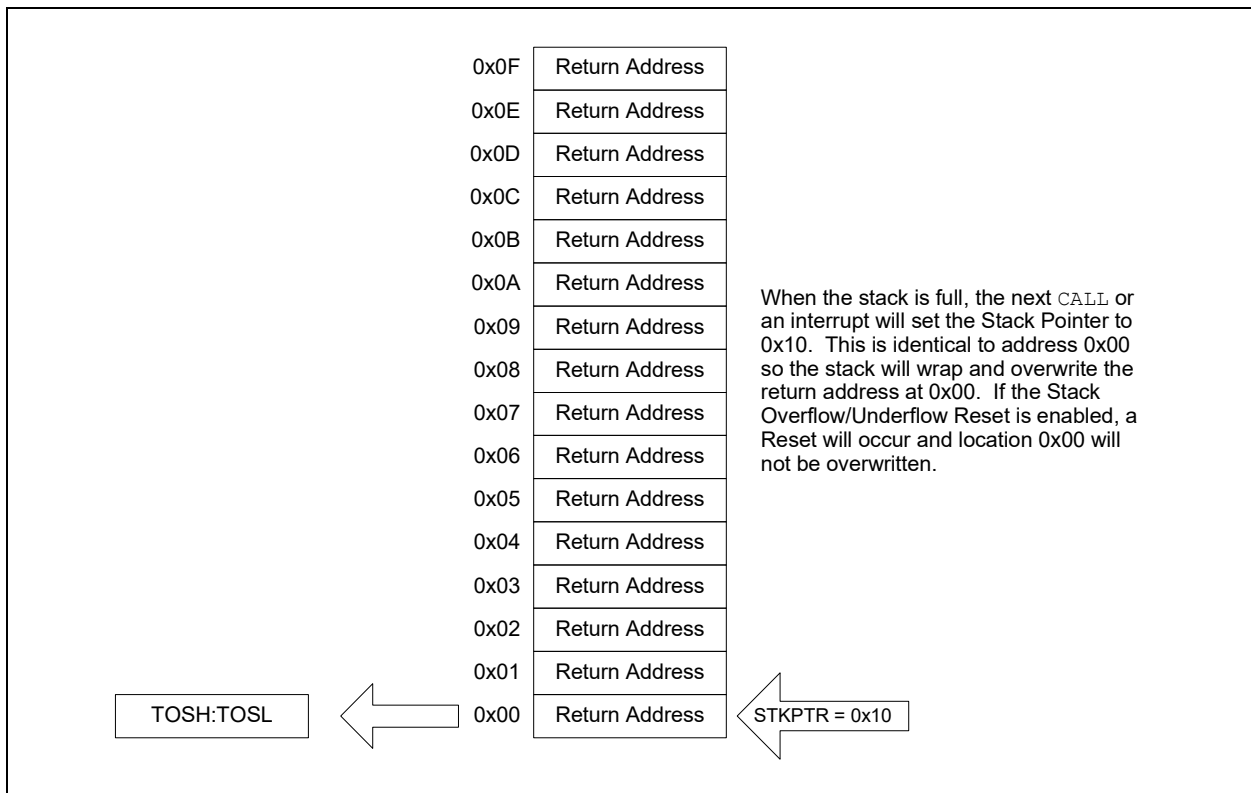 0x0F Return Address
0x0E Return Address
0x0D Return Address
0x0C Return Address
0x0B Return Address
0x0A Return Address
0x09 Return Address
0x08 Return Address
0x07 Return Address
0x06 Return Address
0x05 Return Address
0x04 Return Address
0x03 Return Address
0x02 Return Address
0x01 Return Address
TOSH:TOSL 0x00 Return Address STKPTR = 0x10
When the stack is full, the next CALL or
an interrupt will set the Stack Pointer to
0x10. This is identical to address 0x00
so the stack will wrap and overwrite the
return address at 0x00. If the Stack
Overflow/Underflow Reset is enabled, a
Reset will occur and location 0x00 will
not be overwritten.